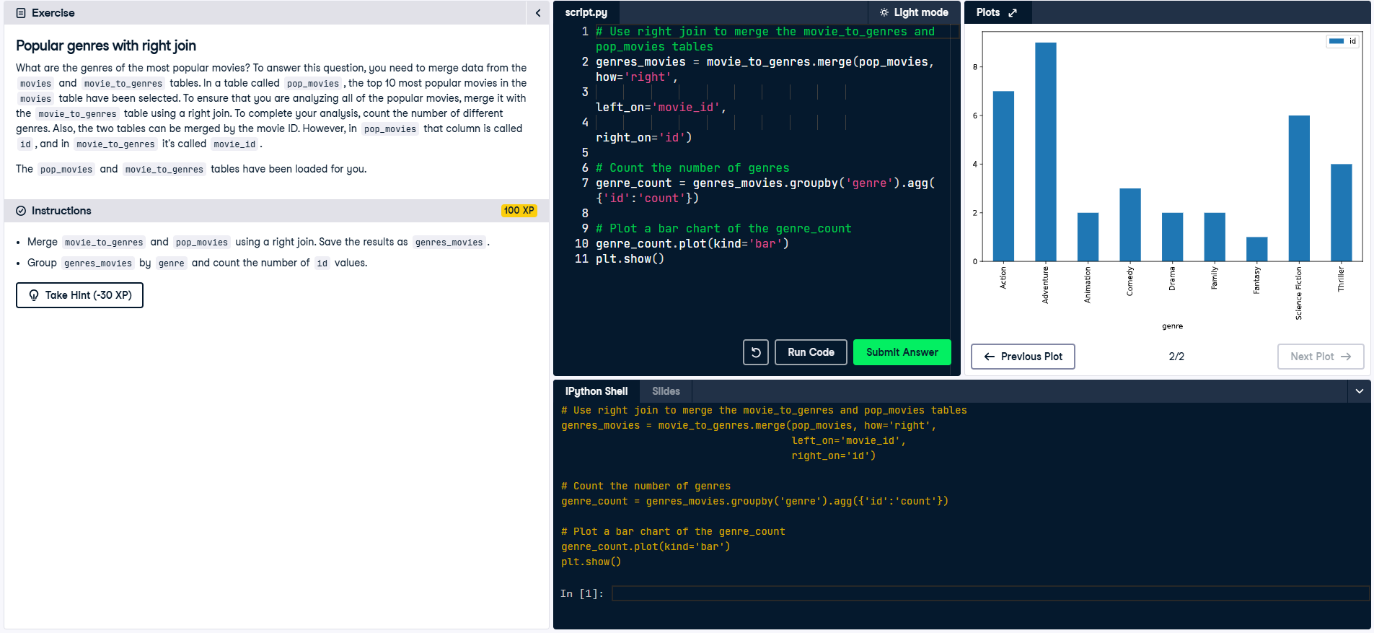 Exercise
Popular genres with right join
What are the genres of the most popular movies? To answer this question, you need to merge data from the
movies and movie_to_genres tables. In a table called pop_movies , the top 10 most popular movies in the
movies table have been selected. To ensure that you are analyzing all of the popular movies, merge it with
the movie_to_genres table using a right join. To complete your analysis, count the number of different
genres. Also, the two tables can be merged by the movie ID. However, in pop_movies that column is called
id , and in movie_to_genres it's called movie_id .
The pop_movies and movie_to_genres tables have been loaded for you.
Instructions
100 XP
• Merge movie_to_genres and pop_movies using a right join. Save the results as genres_movies .
• Group genres_movies by genre and count the number of id values.
Take Hint (-30 XP)
script.py
Light mode
1 # Use right join to merge the movie_to_genres and
pop_movies tables
2 genres_movies = movie_to_genres.merge(pop_movies,
how='right',
3
left_on='movie_id',
4
right_on='id')
5
6 # Count the number of genres
7 genre_count = genres_movies.groupby('genre').agg(
{'id':'count'})
8
9 # Plot a bar chart of the genre_count
10 genre_count.plot(kind='bar')
11 plt.show()
Run Code
Submit Answer
Plots
id
8
6
4
2
0
Action
Adventure
Animation
Comedy
Drama
Family
Fantasy
Science Fiction
Thriller
genre
← Previous Plot
2/2
Next Plot →
IPython Shell
Slides
# Use right join to merge the movie_to_genres and pop_movies tables
genres_movies = movie_to_genres.merge(pop_movies, how='right',
left_on='movie_id',
right_on='id')
# Count the number of genres
genre_count = genres_movies.groupby('genre').agg({'id':'count'})
# Plot a bar chart of the genre_count
genre_count.plot(kind='bar')
plt.show()
In [1]: